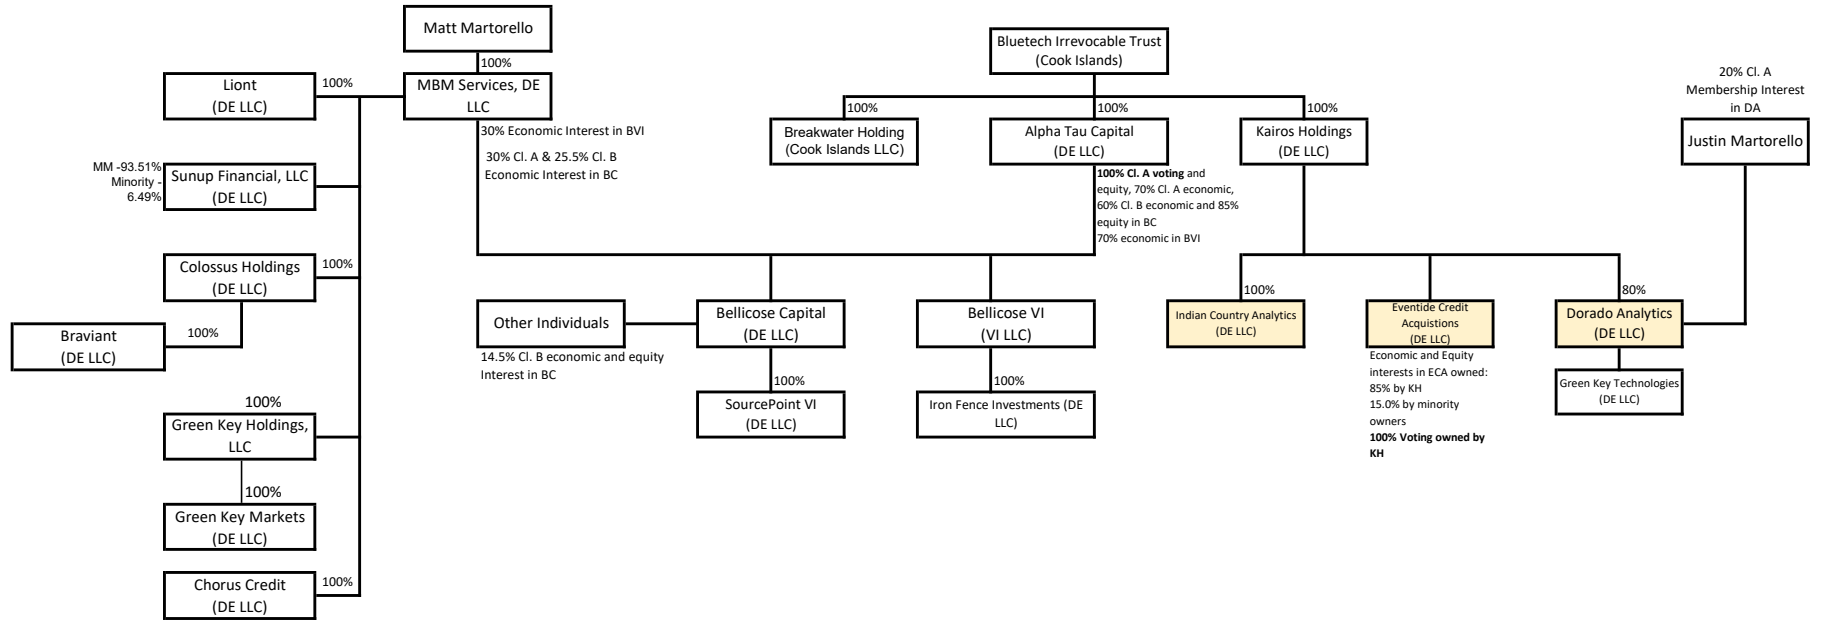 Matt Martorello
100%
MBM Services, DE
LLC
30% Economic Interest in BVI
30% Cl. A & 25.5% Cl. B
Economic Interest in BC
Liont
(DE LLC)
100%
MM -93.51%
Minority -
6.49%
Sunup Financial, LLC
(DE LLC)
Colossus Holdings
(DE LLC)
100%
Braviant
(DE LLC)
100%
100%
Green Key Holdings,
LLC
100%
Green Key Markets
(DE LLC)
Chorus Credit
(DE LLC)
100%
Bluetech Irrevocable Trust
(Cook Islands)
100%
Breakwater Holding
(Cook Islands LLC)
100%
Alpha Tau Capital
(DE LLC)
100% Cl. A voting and
equity, 70% Cl. A economic,
60% Cl. B economic and 85%
equity in BC
70% economic in BVI
100%
Kairos Holdings
(DE LLC)
20% Cl. A
Membership Interest
in DA
Justin Martorello
Other Individuals
14.5% Cl. B economic and equity
Interest in BC
Bellicose Capital
(DE LLC)
100%
SourcePoint VI
(DE LLC)
Bellicose VI
(VI LLC)
100%
Iron Fence Investments (DE
LLC)
100%
Indian Country Analytics
(DE LLC)
Eventide Credit
Acquistions
(DE LLC)
Economic and Equity
interests in ECA owned:
85% by KH
15.0% by minority
owners
100% Voting owned by
KH
80%
Dorado Analytics
(DE LLC)
Green Key Technologies
(DE LLC)